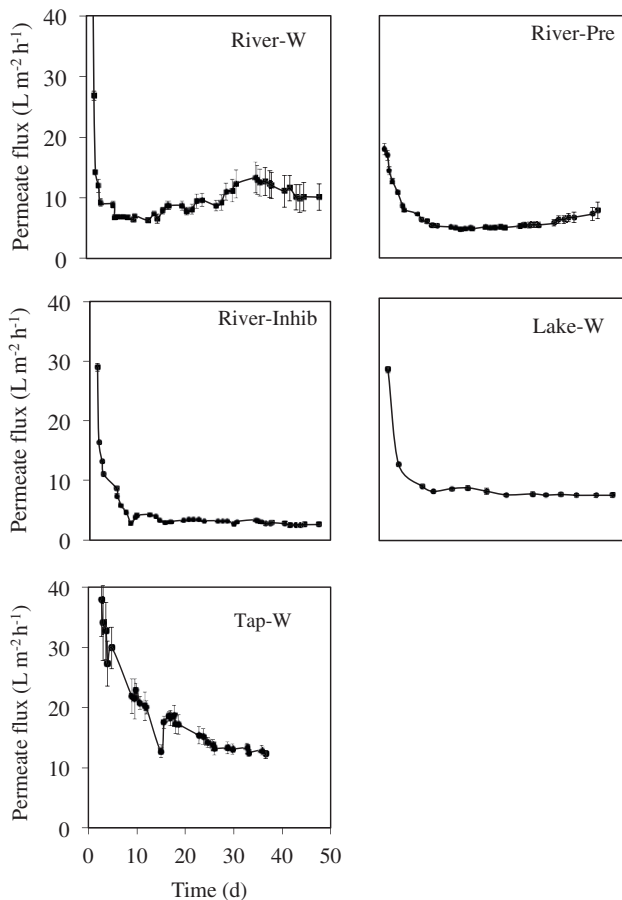 River-W
Permeate flux (L m⁻² h⁻¹)
40
30
20
10
0
River-Pre
River-Inhib
Permeate flux (L m⁻² h⁻¹)
40
30
20
10
0
Lake-W
Tap-W
Permeate flux (L m⁻² h⁻¹)
40
30
20
10
0
0 10 20 30 40 50
Time (d)